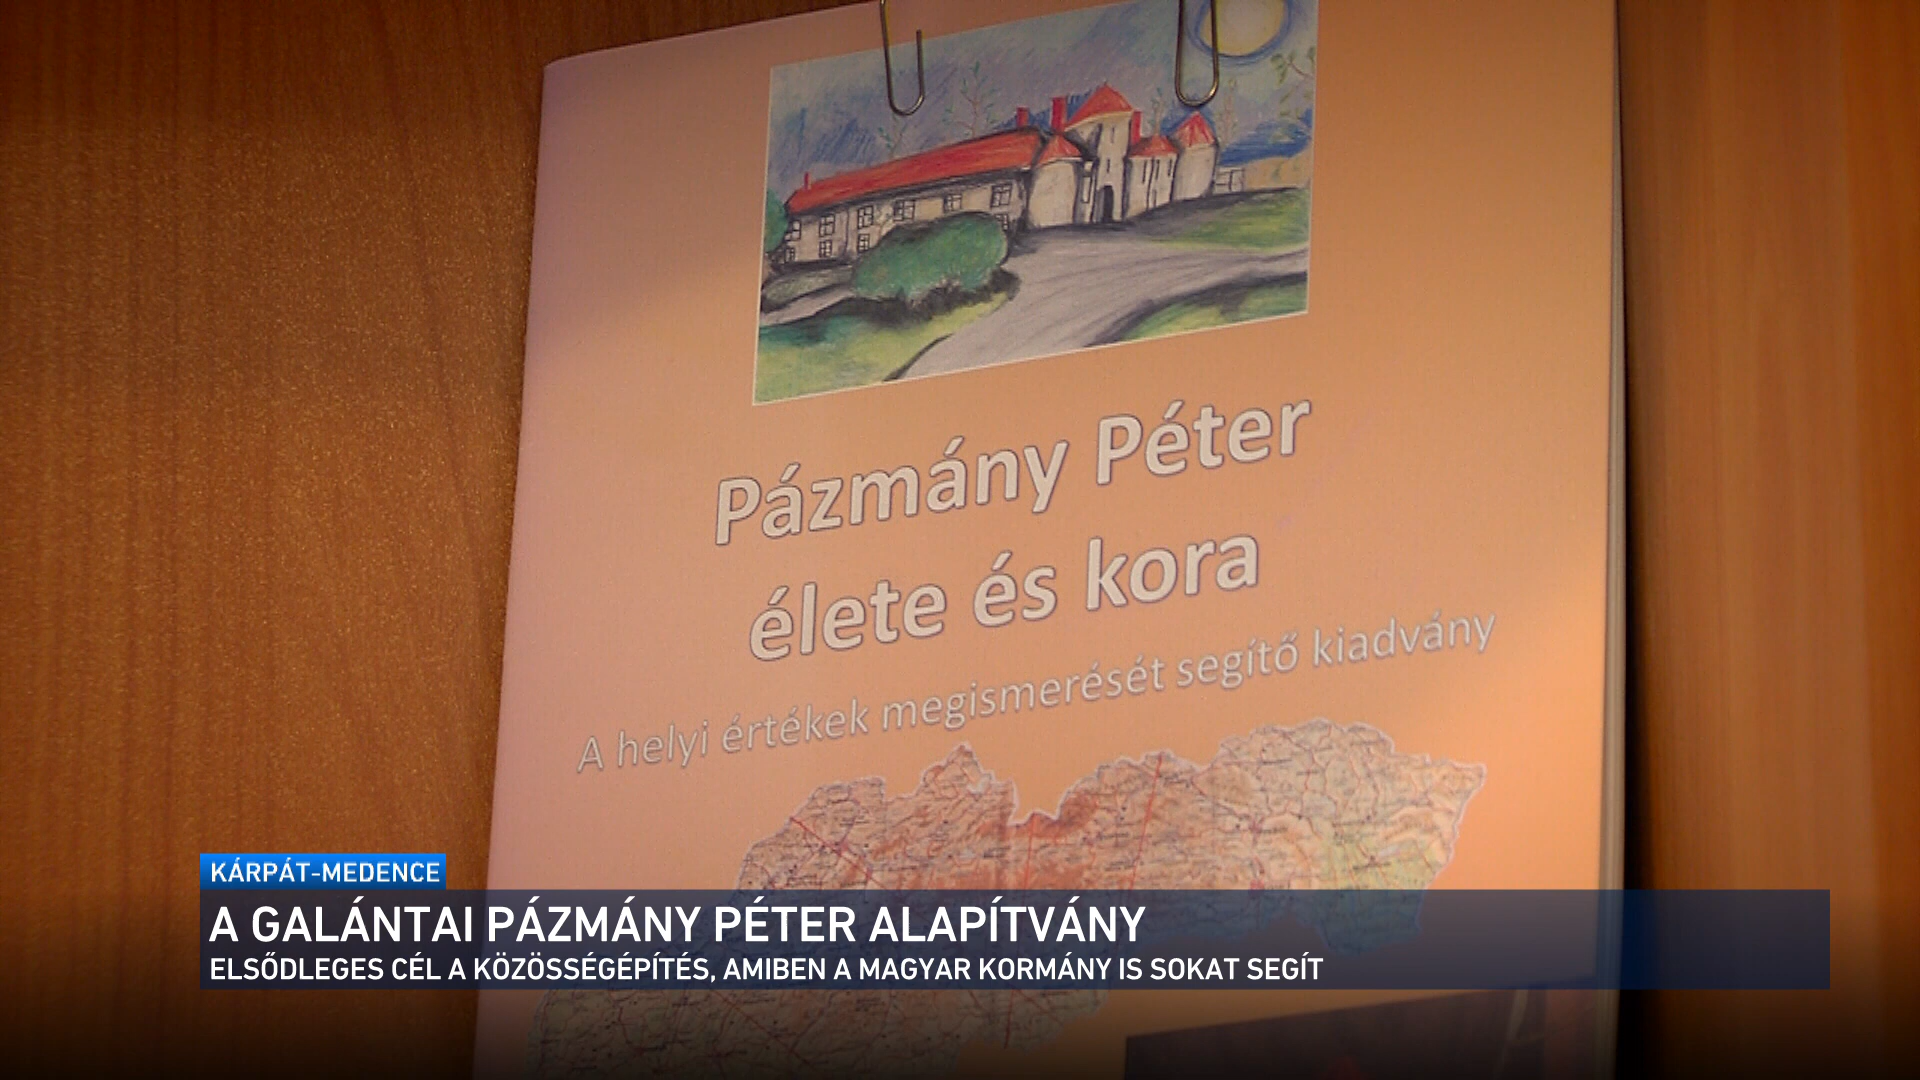 Pázmány Péter
élete és kora
A helyi értékek megismerését segítő kiadvány
KÁRPÁT-MEDENCE
A GALÁNTAI PÁZMÁNY PÉTER ALAPÍTVÁNY
ELSŐDLEGES CÉL A KÖZÖSSÉGÉPÍTÉS, AMIBEN A MAGYAR KORMÁNY IS SOKAT SEGÍT